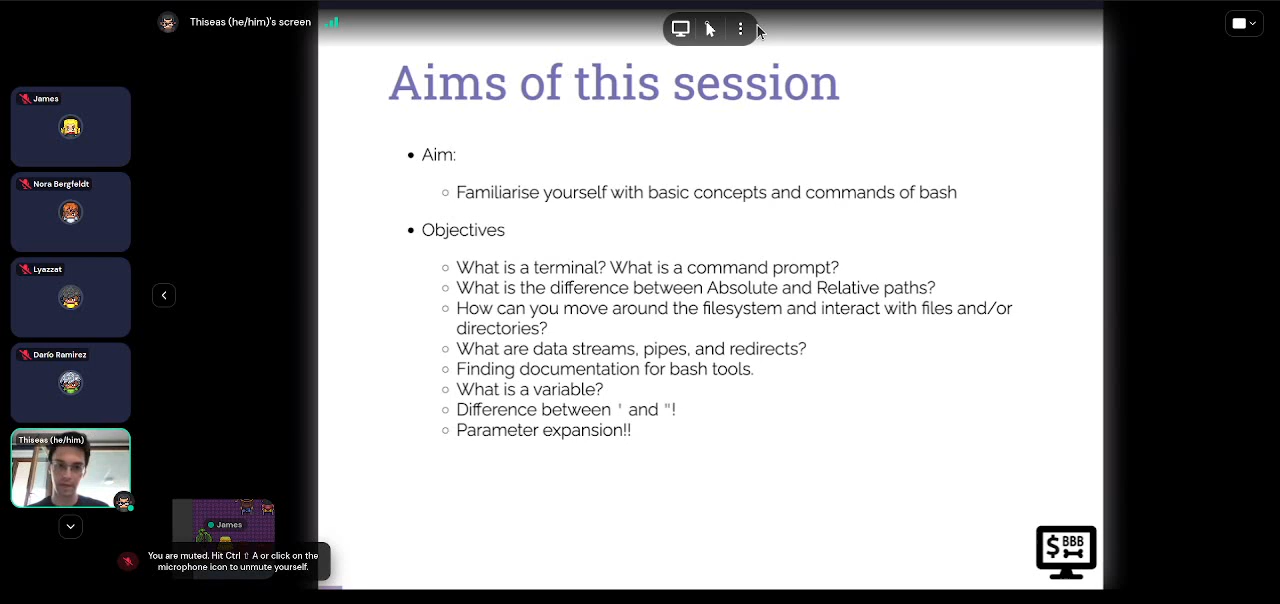 Thiseas (he/him)'s screen
James
Nora Bergfeldt
Lyazzat
Darío Ramirez
Thiseas (he/him)
James
You are muted. Hit Ctrl ⇧ A or click on the
microphone icon to unmute yourself.
Aims of this session
• Aim:
○ Familiarise yourself with basic concepts and commands of bash
• Objectives
○ What is a terminal? What is a command prompt?
○ What is the difference between Absolute and Relative paths?
○ How can you move around the filesystem and interact with files and/or
directories?
○ What are data streams, pipes, and redirects?
○ Finding documentation for bash tools.
○ What is a variable?
○ Difference between ' and "!
○ Parameter expansion!!
$ BBB